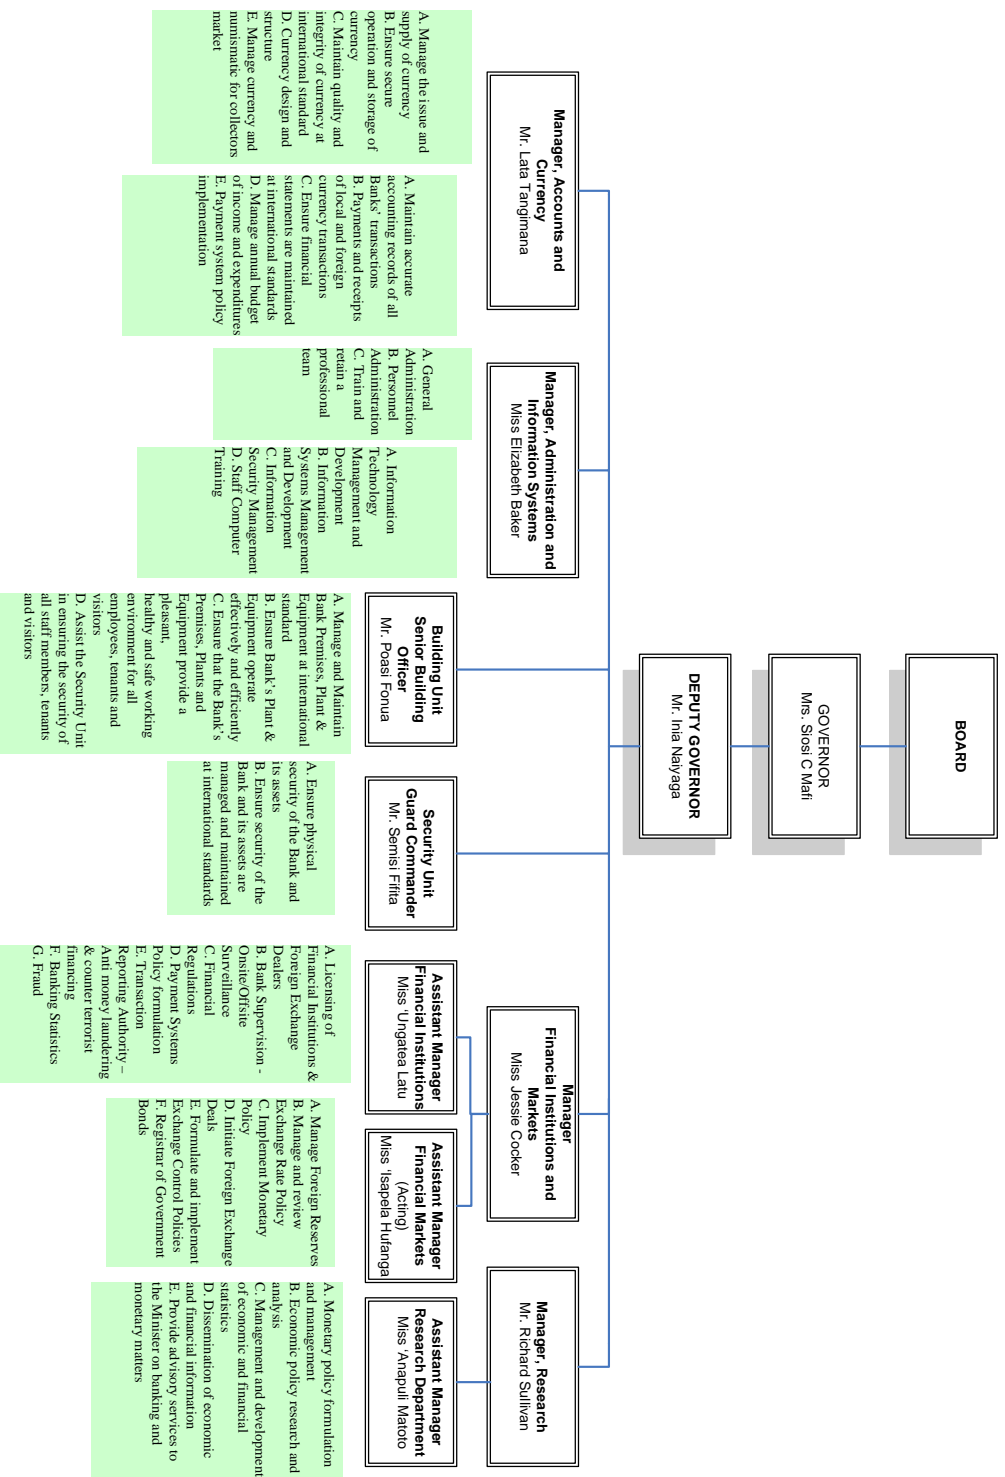 BOARD
GOVERNOR
Mrs. Siosi C Mafi
DEPUTY GOVERNOR
Mr. Inia Naiyaga
Manager, Accounts and
Currency
Mr. Lata Tangimana
Manager, Administration and
Information Systems
Miss Elizabeth Baker
Manager
Financial Institutions and
Markets
Miss Jessie Cocker
Manager, Research
Mr. Richard Sullivan
Building Unit
Senior Building
Officer
Mr. Poasi Fonua
Security Unit
Guard Commander
Mr. Semisi Fifita
Assistant Manager
Financial Institutions
Miss ‘Ungatea Latu
Assistant Manager
Financial Markets
(Acting)
Miss ‘Isapela Hufanga
Assistant Manager
Research Department
Miss ‘Anapuli Matoto
A. Manage the issue and
supply of currency
B. Ensure secure
operation and storage of
currency
C. Maintain quality and
integrity of currency at
international standard
D. Currency design and
structure
E. Manage currency and
numismatic for collectors
market
A. Maintain accurate
accounting records of all
Banks’ transactions
B. Payments and receipts
of local and foreign
currency transactions
C. Ensure financial
statements are maintained
at international standards
D. Manage annual budget
of income and expenditures
E. Payment system policy
implementation
A. General
Administration
B. Personnel
Administration
C. Train and
retain a
professional
team
A. Information
Technology
Management and
Development
B. Information
Systems Management
and Development
C. Information
Security Management
D. Staff Computer
Training
A. Manage and Maintain
Bank Premises, Plant &
Equipment at international
standard
B. Ensure Bank’s Plant &
Equipment operate
effectively and efficiently
C. Ensure that the Bank’s
Premises, Plants and
Equipment provide a
pleasant,
healthy and safe working
environment for all
employees, tenants and
visitors
D. Assist the Security Unit
in ensuring the security of
all staff members, tenants
and visitors
A. Ensure physical
security of the Bank and
its assets
B. Ensure security of the
Bank and its assets are
managed and maintained
at international standards
A. Licensing of
Financial Institutions &
Foreign Exchange
Dealers
B. Bank Supervision -
Onsite/Offsite
Surveillance
C. Financial
Regulations
D. Payment Systems
Policy formulation
E. Transaction
Reporting Authority –
Anti money laundering
& counter terrorist
financing
F. Banking Statistics
G. Fraud
A. Manage Foreign Reserves
B. Manage and review
Exchange Rate Policy
C. Implement Monetary
Policy
D. Initiate Foreign Exchange
Deals
E. Formulate and implement
Exchange Control Policies
F. Registrar of Government
Bonds
A. Monetary policy formulation
and management
B. Economic policy research and
analysis
C. Management and development
of economic and financial
statistics
D. Dissemination of economic
and financial information
E. Provide advisory services to
the Minister on banking and
monetary matters